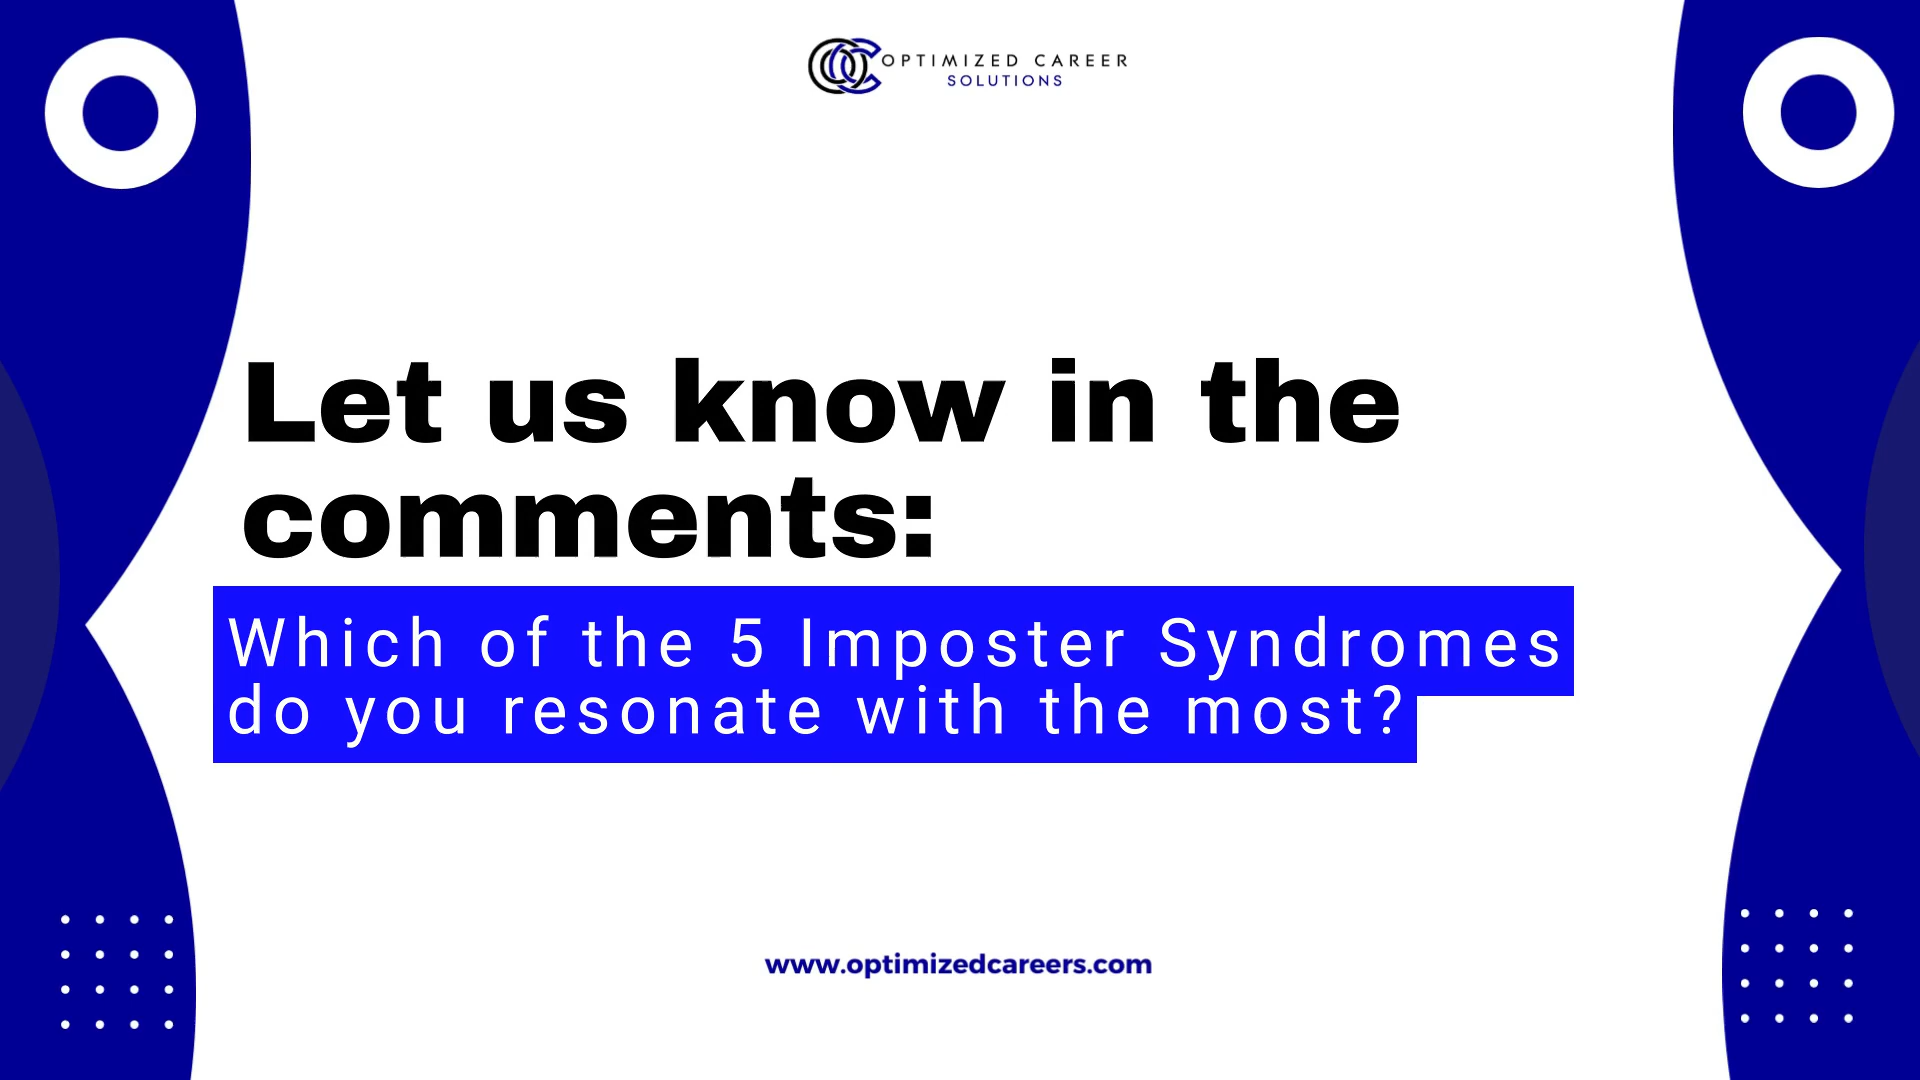 OPTIMIZED CAREER
SOLUTIONS
Let us know in the
comments:
Which of the 5 Imposter Syndromes
do you resonate with the most?
www.optimizedcareers.com